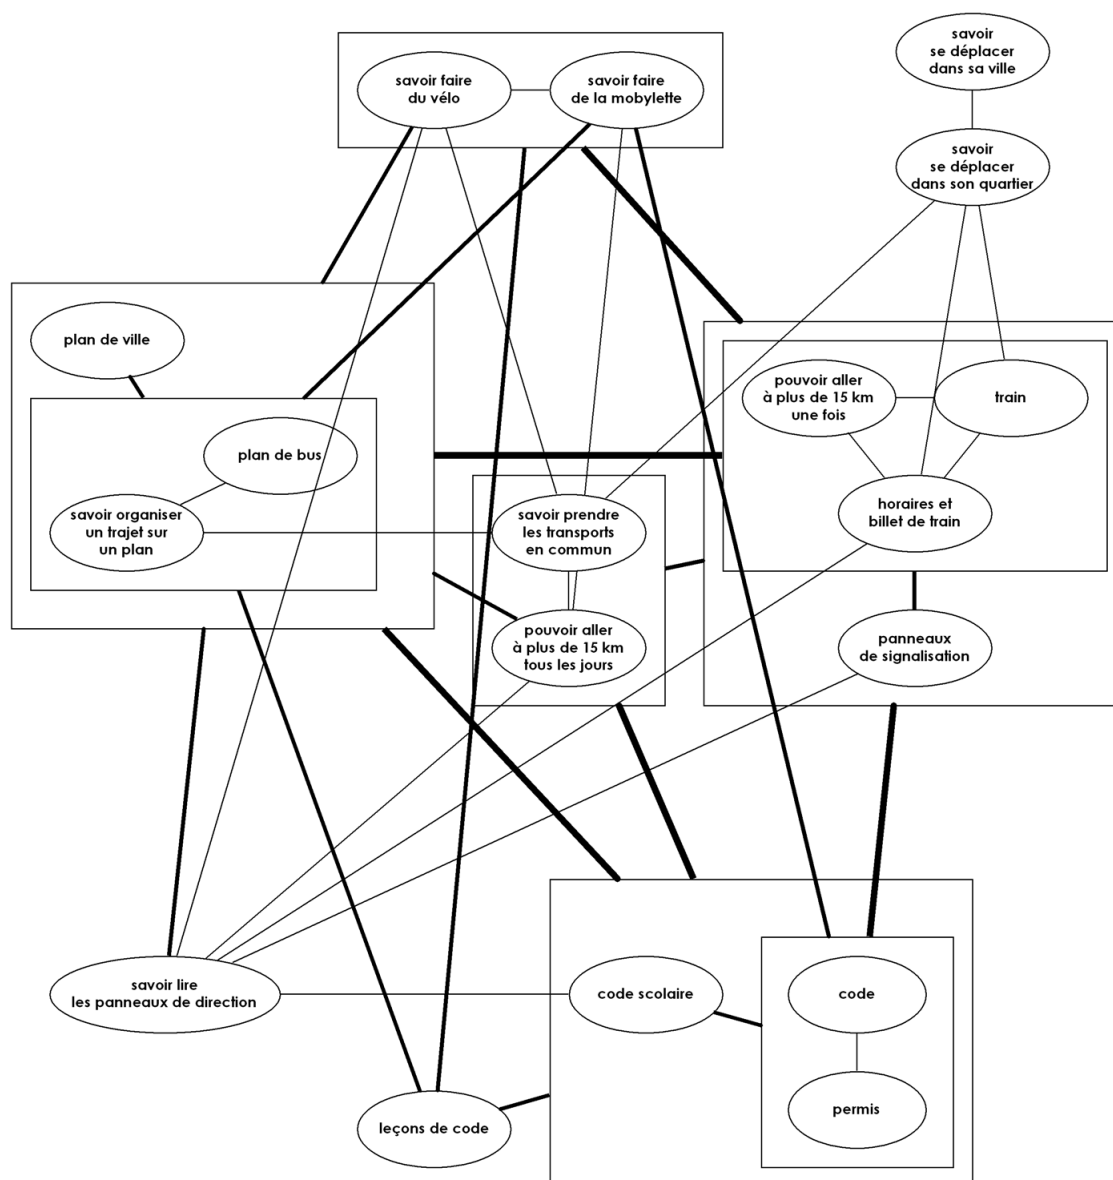 savoir
se déplacer
dans sa ville
savoir faire
du vélo
savoir faire
de la mobylette
savoir
se déplacer
dans son quartier
plan de ville
pouvoir aller
à plus de 15 km
une fois
train
plan de bus
savoir organiser
un trajet sur
un plan
savoir prendre
les transports
en commun
horaires et
billet de train
pouvoir aller
à plus de 15 km
tous les jours
panneaux
de signalisation
savoir lire
les panneaux de direction
code scolaire
code
leçons de code
permis